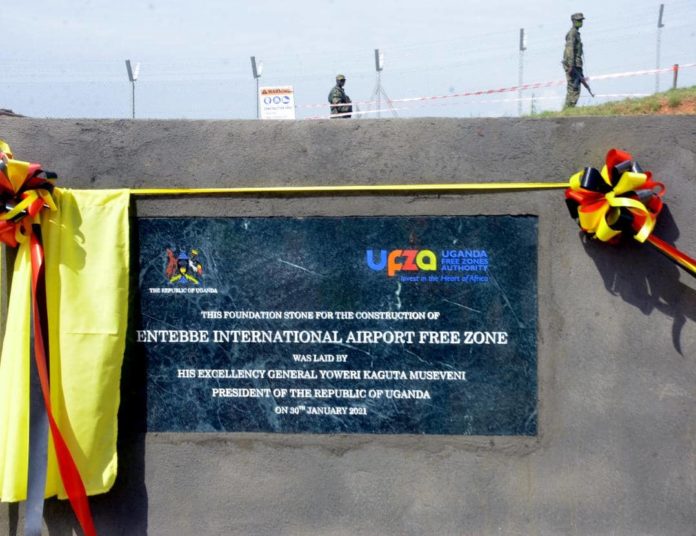 WARNING
THE REPUBLIC OF UGANDA
UFZA
UGANDA
FREE ZONES
AUTHORITY
Invest in the Heart of Africa
THIS FOUNDATION STONE FOR THE CONSTRUCTION OF
ENTEBBE INTERNATIONAL AIRPORT FREE ZONE
WAS LAID BY
HIS EXCELLENCY GENERAL YOWERI KAGUTA MUSEVENI
PRESIDENT OF THE REPUBLIC OF UGANDA
ON 30TH JANUARY 2021